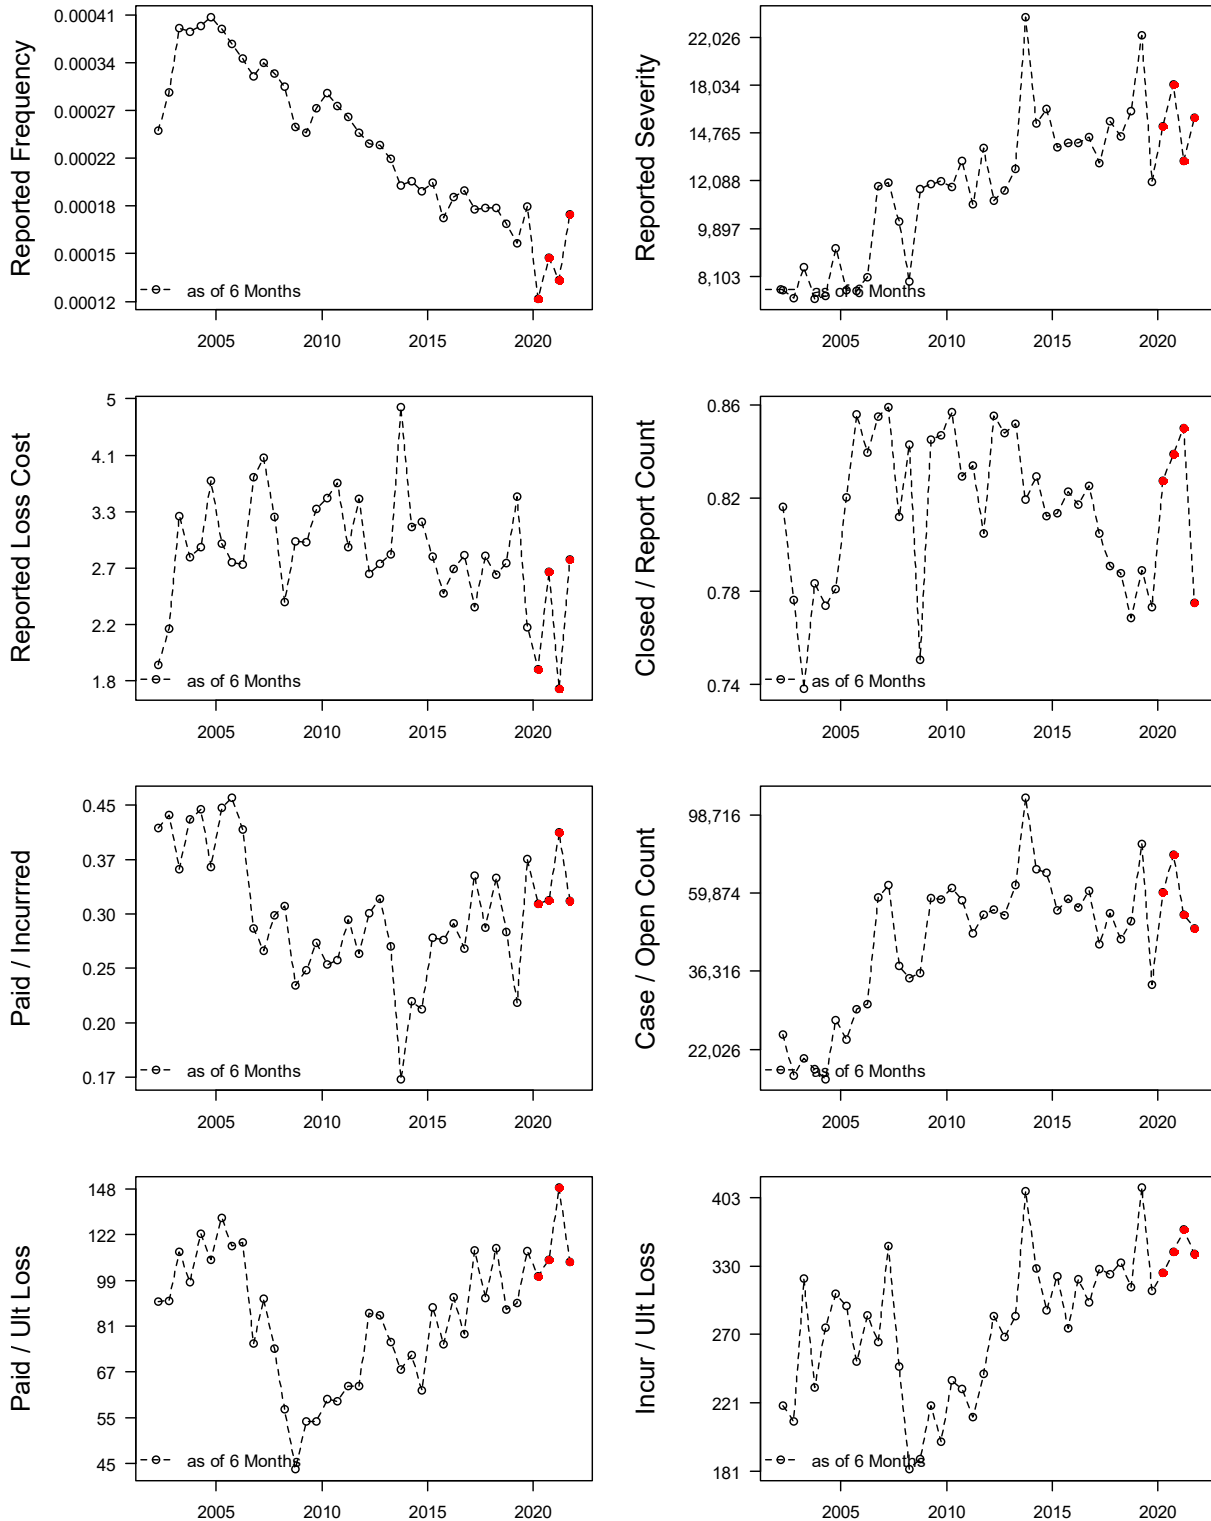 Reported Frequency
0.00041
0.00034
0.00027
0.00022
0.00018
0.00015
0.00012
as of 6 Months
2005 2010 2015 2020
Reported Severity
22,026
18,034
14,765
12,088
9,897
8,103
as of 6 Months
2005 2010 2015 2020
Reported Loss Cost
5
4.1
3.3
2.7
2.2
1.8
as of 6 Months
2005 2010 2015 2020
Closed / Report Count
0.86
0.82
0.78
0.74
as of 6 Months
2005 2010 2015 2020
Paid / Incurrred
0.45
0.37
0.30
0.25
0.20
0.17
as of 6 Months
2005 2010 2015 2020
Case / Open Count
98,716
59,874
36,316
22,026
as of 6 Months
2005 2010 2015 2020
Paid / Ult Loss
148
122
99
81
67
55
45
as of 6 Months
2005 2010 2015 2020
Incur / Ult Loss
403
330
270
221
181
as of 6 Months
2005 2010 2015 2020